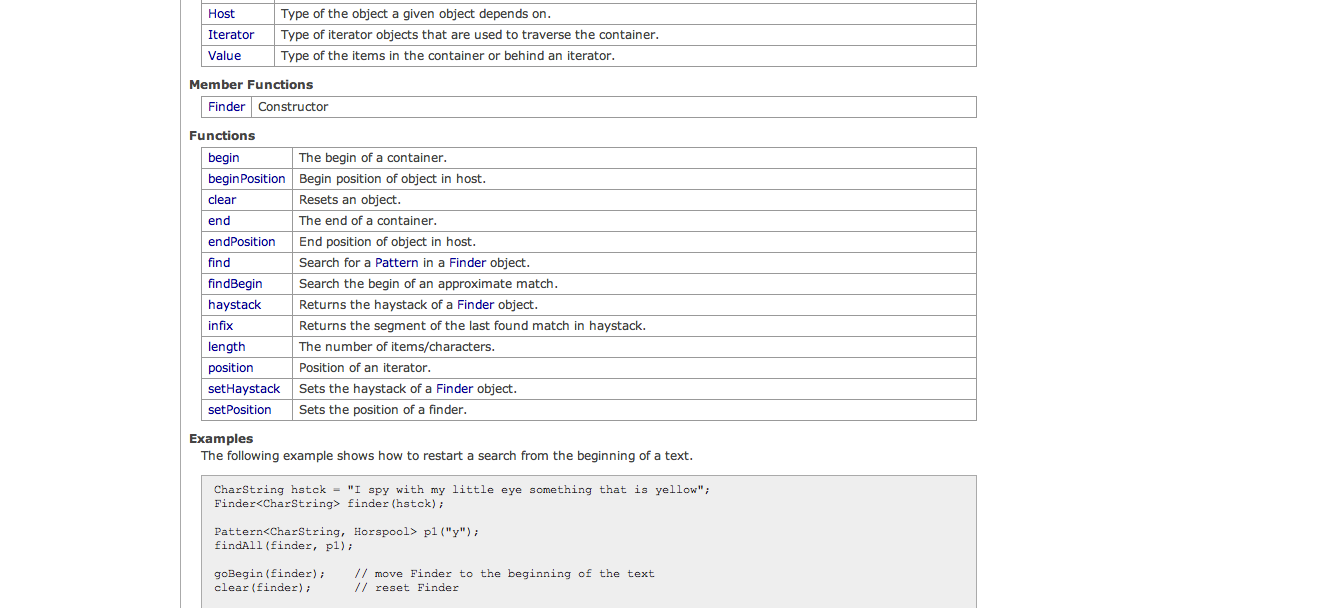 Host Type of the object a given object depends on.
Iterator Type of iterator objects that are used to traverse the container.
Value Type of the items in the container or behind an iterator.
Member Functions
Finder Constructor
Functions
begin The begin of a container.
beginPosition Begin position of object in host.
clear Resets an object.
end The end of a container.
endPosition End position of object in host.
find Search for a Pattern in a Finder object.
findBegin Search the begin of an approximate match.
haystack Returns the haystack of a Finder object.
infix Returns the segment of the last found match in haystack.
length The number of items/characters.
position Position of an iterator.
setHaystack Sets the haystack of a Finder object.
setPosition Sets the position of a finder.
Examples
The following example shows how to restart a search from the beginning of a text.
CharString hstck = "I spy with my little eye something that is yellow";
Finder<CharString> finder(hstck);
Pattern<CharString, Horspool> p1("y");
findAll(finder, p1);
goBegin(finder);    // move Finder to the beginning of the text
clear(finder);      // reset Finder